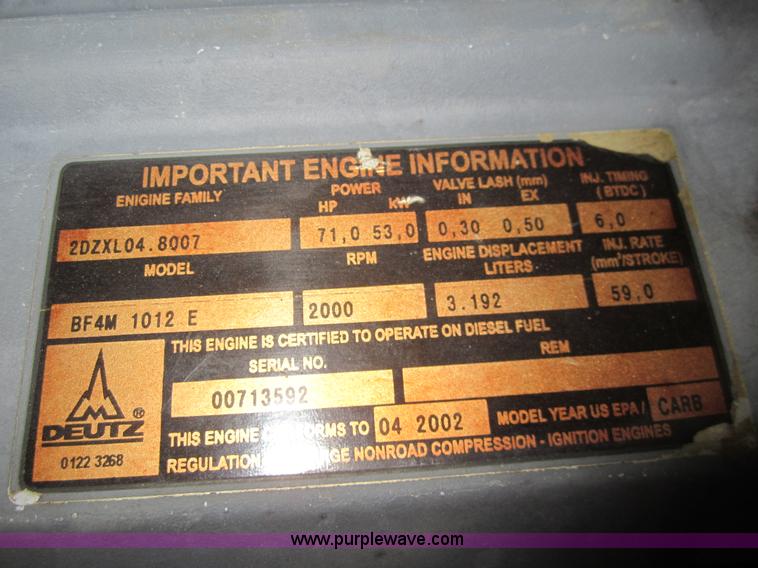 IMPORTANT ENGINE INFORMATION
ENIGINE FAMILY
POWER
HP kW
VALVE LASH (mm)
IN EX
INJ. TIMING
(BTDC)
2DZXL04.8007
71,0 53,0
0,30 0,50
6,0
MODEL
RPM
ENGINE DISPLACEMENT
LITERS
INJ. RATE
(mm³/STROKE)
BF4M 1012 E
2000
3.192
59,0
THIS ENGINE IS CERTIFIED TO OPERATE ON DIESEL FUEL
SERIAL NO.
REM
00713592
DEUTZ ®
0122 3268
THIS ENGINE TO 04 2002 MODEL YEAR US EPA / CARB
REGULATION NONROAD COMPRESSION - IGNITION ENGINES
www.purplewave.com